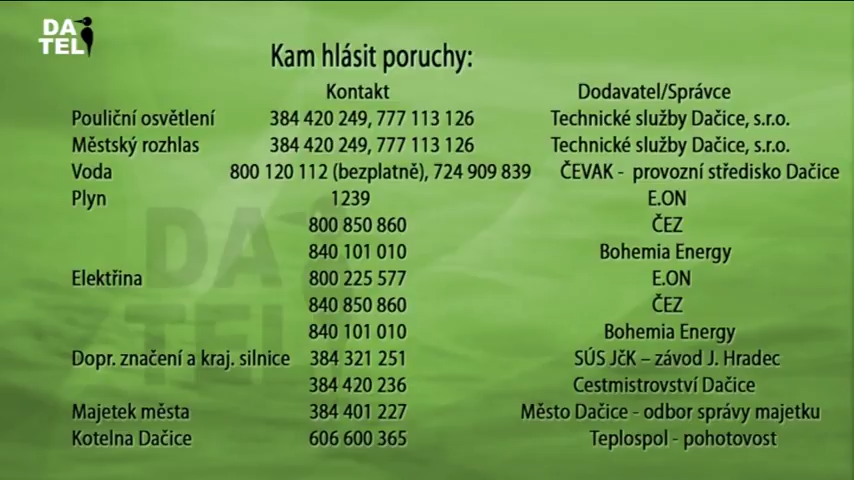 DA
TEL
Kam hlásit poruchy:
Kontakt Dodavatel/Správce
Pouliční osvětlení 384 420 249, 777 113 126 Technické služby Dačice, s.r.o.
Městský rozhlas 384 420 249, 777 113 126 Technické služby Dačice, s.r.o.
Voda 800 120 112 (bezplatně), 724 909 839 ČEVAK - provozní středisko Dačice
Plyn 1239 E.ON
800 850 860 ČEZ
840 101 010 Bohemia Energy
Elektřina 800 225 577 E.ON
840 850 860 ČEZ
840 101 010 Bohemia Energy
Dopr. značení a kraj. silnice 384 321 251 SÚS JčK – závod J. Hradec
384 420 236 Cestmistrovství Dačice
Majetek města 384 401 227 Město Dačice - odbor správy majetku
Kotelna Dačice 606 600 365 Teplospol - pohotovost
DA
TEL